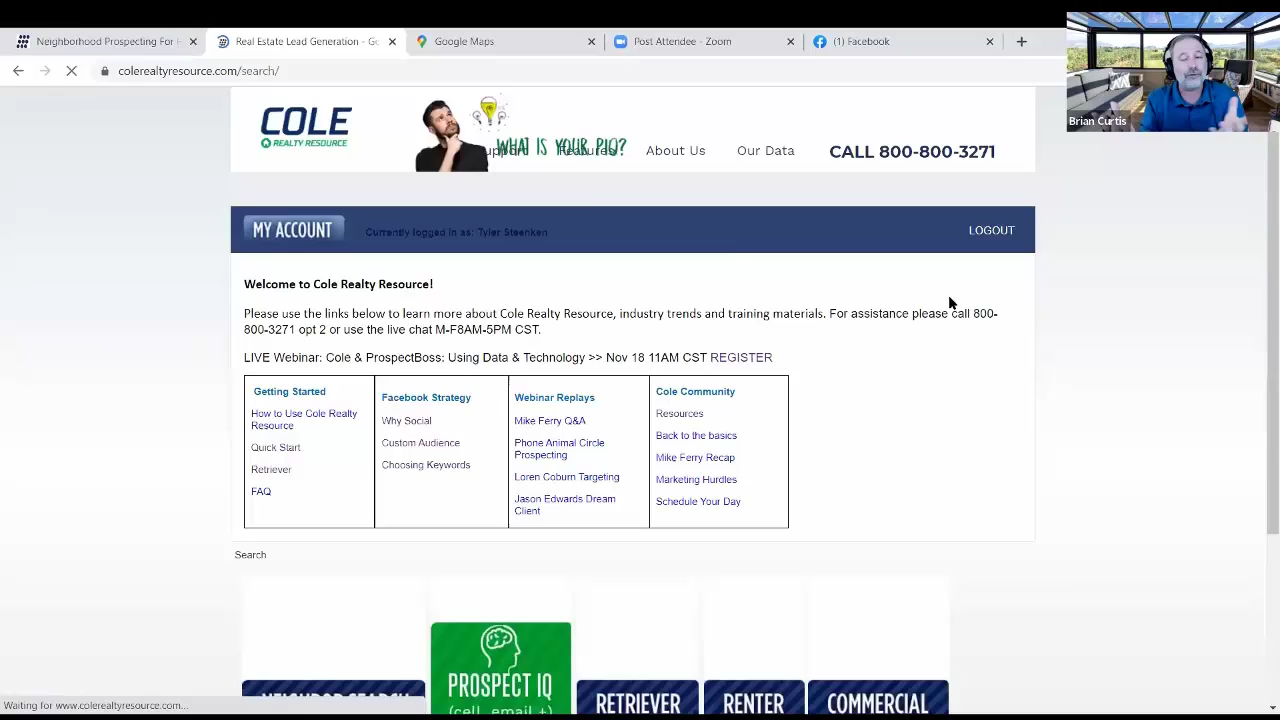 Neighborhood Prospecting For
Real Estate Lead Generation - Co
Google Maps
Post Attendee - Zoom
(1) Facebook
colerealtyresource.com/search/
Brian Curtis
COLE
REALTY RESOURCE
WHAT IS YOUR PIQ?
Support
Features
About Us
Our Data
CALL 800-800-3271
MY ACCOUNT
Currently logged in as: Tyler Steenken
LOGOUT
Welcome to Cole Realty Resource!
Please use the links below to learn more about Cole Realty Resource, industry trends and training materials. For assistance please call 800-
800-3271 opt 2 or use the live chat M-F8AM-5PM CST.
LIVE Webinar: Cole & ProspectBoss: Using Data & Technology >> Nov 18 11AM CST REGISTER
Getting Started
How to Use Cole Realty
Resource
Quick Start
Retriever
FAQ
Facebook Strategy
Why Social
Custom Audience
Choosing Keywords
Webinar Replays
Mike Ferry Q&A
Phone Animal Circle
Prospecting
Loren Coburn Targeting
Jason Edwards Dream
Client
Cole Community
Resources
Back to the basics
Mike Ferry Recap
Marketing Hurdles
Schedule Your Day
Search
NEIGHBOR SEARCH
PROSPECT IQ
(cell, email +)
RETRIEVER
RENTER
COMMERCIAL
Waiting for www.colerealtyresource.com...